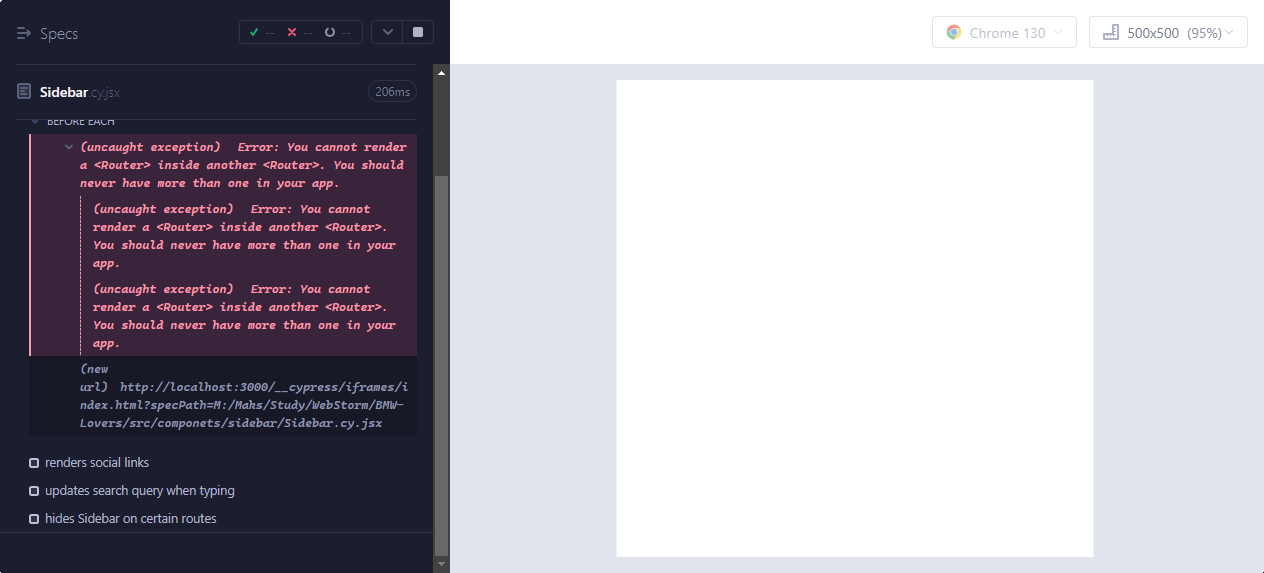 Specs
-- -- --
Chrome 130
500x500 (95%)
Sidebar.cy.jsx
206ms
BEFORE EACH
(uncaught exception) Error: You cannot render
a <Router> inside another <Router>. You should
never have more than one in your app.
(uncaught exception) Error: You cannot
render a <Router> inside another <Router>.
You should never have more than one in your
app.
(uncaught exception) Error: You cannot
render a <Router> inside another <Router>.
You should never have more than one in your
app.
(new
url) http://localhost:3000/__cypress/iframes/i
ndex.html?specPath=M:/Maks/Study/WebStorm/BMW-
Lovers/src/componets/sidebar/Sidebar.cy.jsx
renders social links
updates search query when typing
hides Sidebar on certain routes